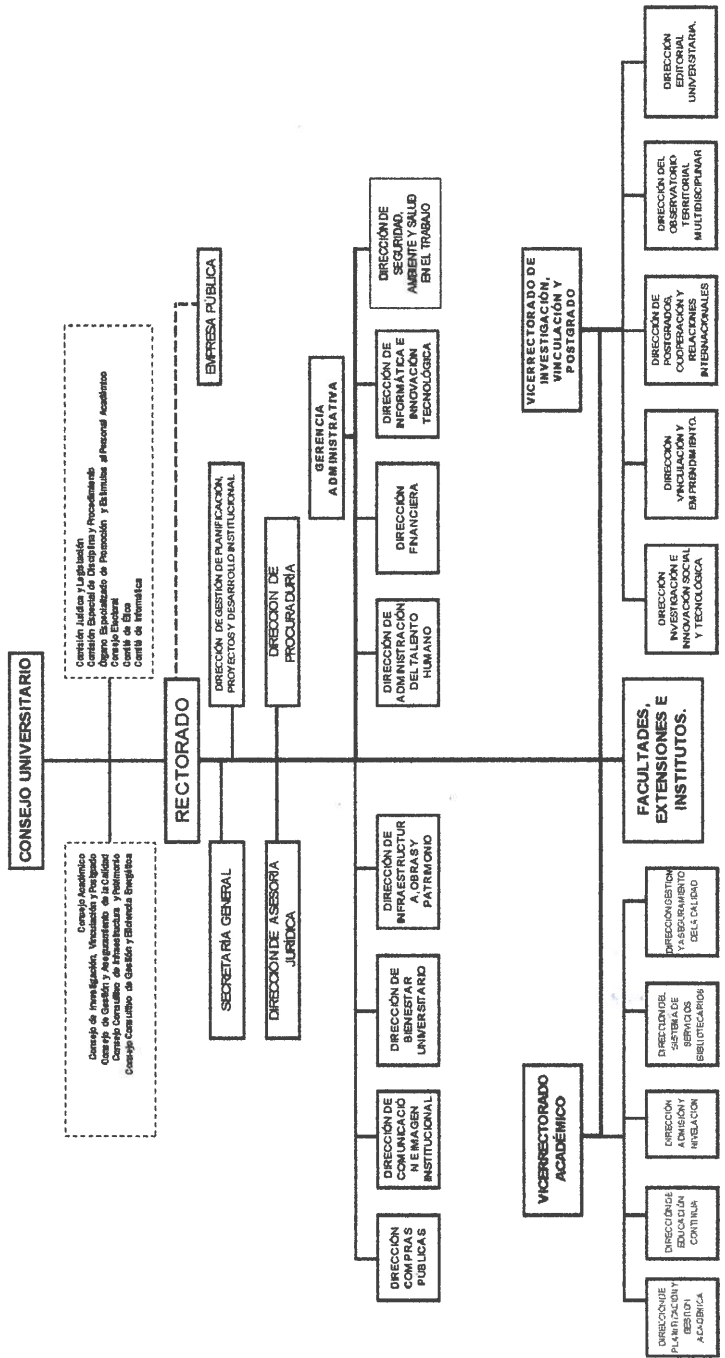 CONSEJO UNIVERSITARIO
Consejo Académico
Consejo de Investigación, Vinculación y Postgrado
Consejo de Gestión y Aseguramiento de la Calidad
Consejo Consultivo de Infraestructura y Patrimonio
Consejo Consultivo de Gestión y Eficiencia Energética
Comisión Jurídica y Legislación
Comisión Especial de Disciplina y Procedimiento
Órgano Especializado de Promoción y Estímulos al Personal Académico
Consejo Electoral
Comité de Ética
Comité de Informática
RECTORADO
EMPRESA PÚBLICA
SECRETARÍA GENERAL
DIRECCIÓN DE GESTIÓN DE PLANIFICACIÓN,
PROYECTOS Y DESARROLLO INSTITUCIONAL
DIRECCIÓN DE ASESORÍA
JURÍDICA
DIRECCION DE
PROCURADURÍA
GERENCIA
ADMINISTRATIVA
DIRECCIÓN
COMPRAS
PÚBLICAS
DIRECCIÓN DE
COMUNICACIÓ
N E IMAGEN
INSTITUCIONAL
DIRECCIÓN DE
BIENESTAR
UNIVERSITARIO
DIRECCIÓN DE
INFRAESTRUCTUR
A, OBRAS Y
PATRIMONIO
DIRECCIÓN DE
ADMINISTRACIÓN
DEL TALENTO
HUMANO
DIRECCIÓN
FINANCIERA
DIRECCIÓN DE
INFORMÁTICA E
INNOVACIÓN
TECNOLÓGICA
DIRECCIÓN DE
SEGURIDAD,
AMBIENTE Y SALUD
EN EL TRABAJO
VICERRECTORADO
ACADÉMICO
VICERRECTORADO DE
INVESTIGACIÓN,
VINCULACIÓN Y
POSTGRADO
DIRECCIÓN DE
PLANIFICACIÓN Y
GESTIÓN
ACADÉMICA
DIRECCIÓN DE
EDUCACIÓN
CONTINUA
DIRECCIÓN
ADMISIÓN Y
NIVELACION
DIRECCION DEL
SISTEMA DE
SERVICIOS
BIBLIOTECARIOS
DIRECCIÓN GESTION
Y ASEGURAMIENTO
DE LA CALIDAD
FACULTADES,
EXTENSIONES E
INSTITUTOS.
DIRECCIÓN
INVESTIGACIÓN E
INNOVACIÓN SOCIAL
Y TECNOLÓGICA
DIRECCIÓN
VINCULACIÓN Y
EMPRENDIMIENTO.
DIRECCIÓN DE
POSTGRADOS,
COOPERACIÓN Y
RELACIONES
INTERNACIONALES
DIRECCIÓN DEL
OBSERVATORIO
TERRITORIAL
MULTIDISCIPLINAR
DIRECCIÓN
EDITORIAL
UNIVERSITARIA.